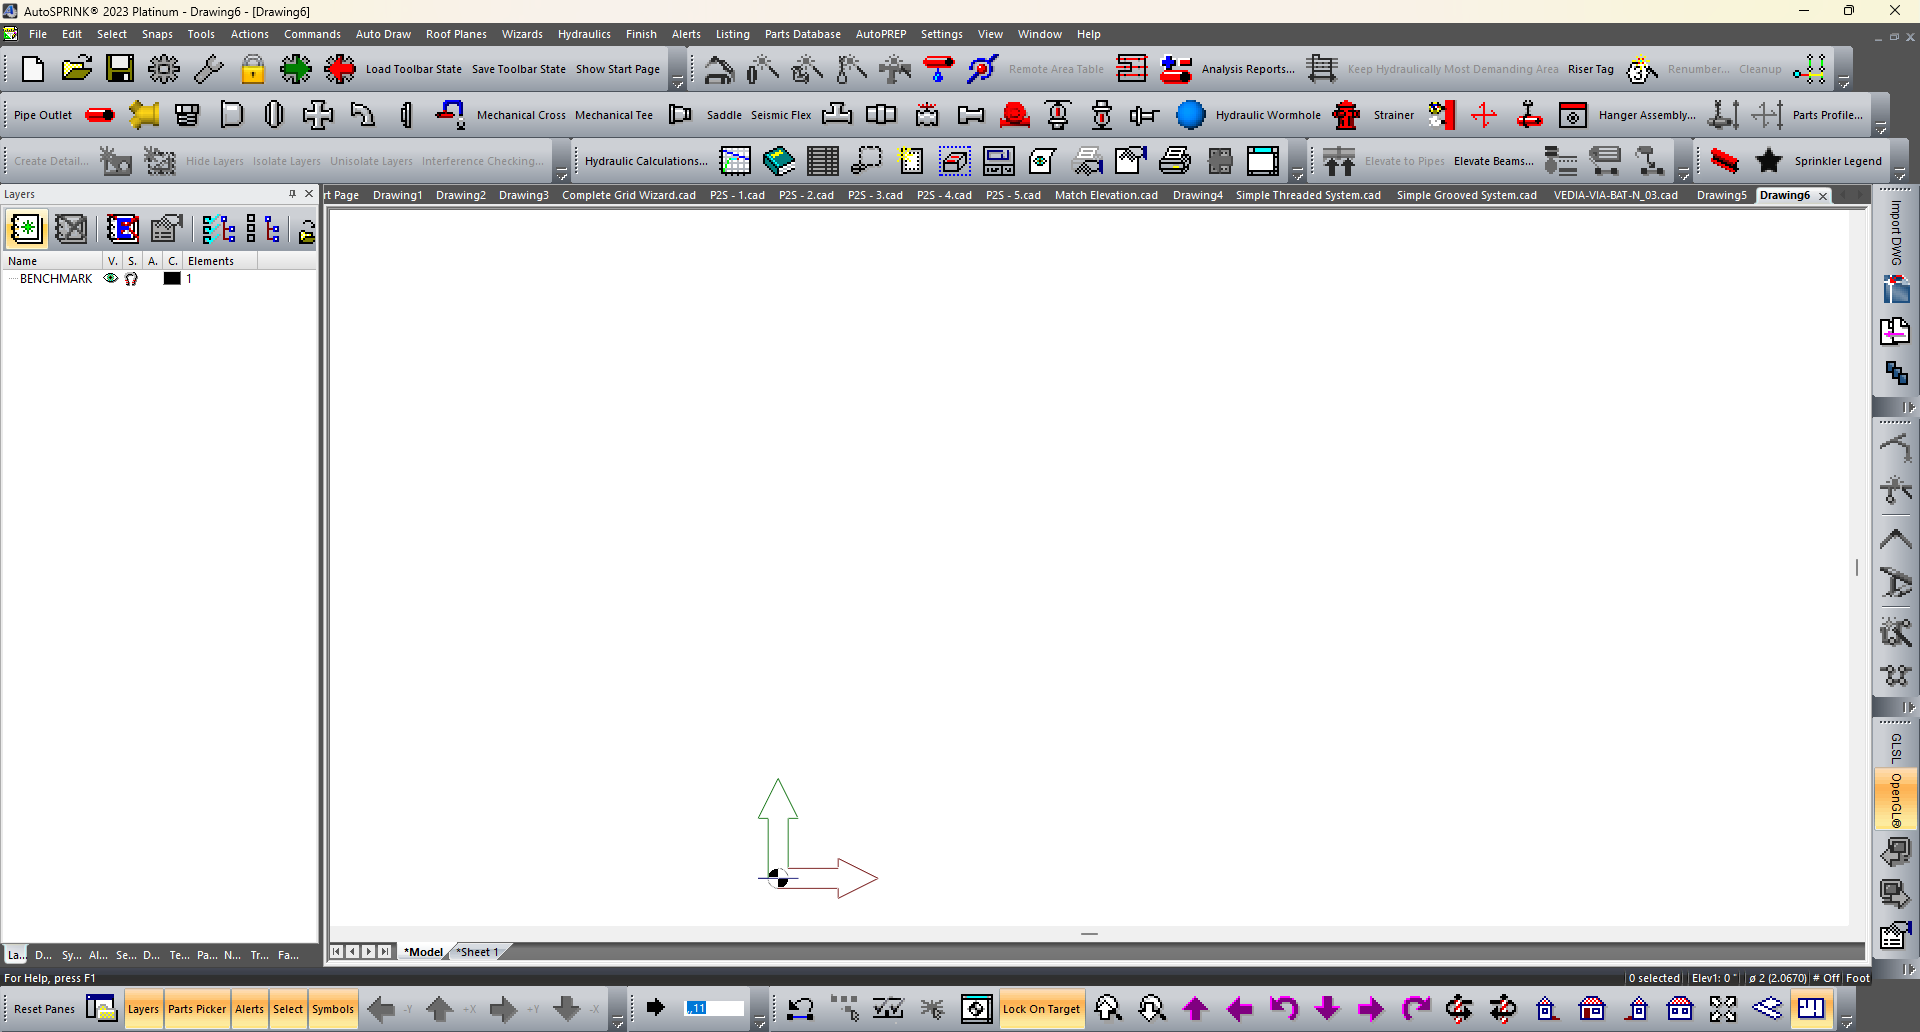 AutoSPRINK® 2023 Platinum - Drawing6 - [Drawing6]
File Edit Select Snaps Tools Actions Commands Auto Draw Roof Planes Wizards Hydraulics Finish Alerts Listing Parts Database AutoPREP Settings View Window Help
Load Toolbar State Save Toolbar State Show Start Page Remote Area Table Analysis Reports... Keep Hydraulically Most Demanding Area Riser Tag Renumber... Cleanup
Pipe Outlet Mechanical Cross Mechanical Tee Saddle Seismic Flex Hydraulic Wormhole Strainer Hanger Assembly... Parts Profile...
Create Detail... Hide Layers Isolate Layers Unisolate Layers Interference Checking... Hydraulic Calculations... Elevate to Pipes Elevate Beams... Sprinkler Legend
Layers
rt Page Drawing1 Drawing2 Drawing3 Complete Grid Wizard.cad P2S - 1.cad P2S - 2.cad P2S - 3.cad P2S - 4.cad P2S - 5.cad Match Elevation.cad Drawing4 Simple Threaded System.cad Simple Grooved System.cad VEDIA-VIA-BAT-N_03.cad Drawing5 Drawing6
Name V. S. A. C. Elements
BENCHMARK 1
Import DWG
GLSL
OpenGL®
*Model *Sheet 1
La... D... Sy... Al... Se... D... Te... Pa... N... Tr... Fa...
For Help, press F1
0 selected Elev1: 0 " ø 2 (2.0670) # Off Foot
Reset Panes Layers Parts Picker Alerts Select Symbols -Y +X +Y -X ,,11 Lock On Target